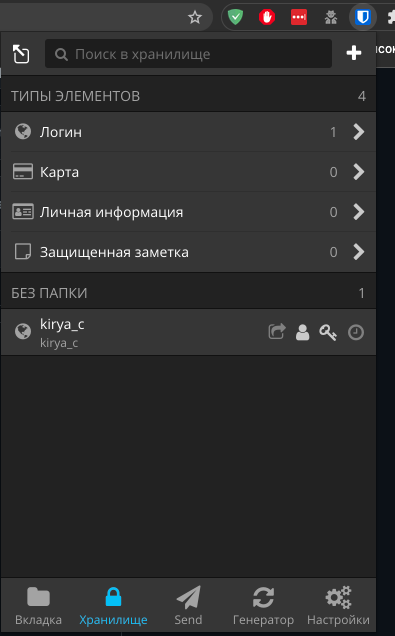 Поиск в хранилище
ТИПЫ ЭЛЕМЕНТОВ 4
Логин 1
Карта 0
Личная информация 0
Защищенная заметка 0
БЕЗ ПАПКИ 1
kirya_c
kirya_c
Вкладка Хранилище Send Генератор Настройки